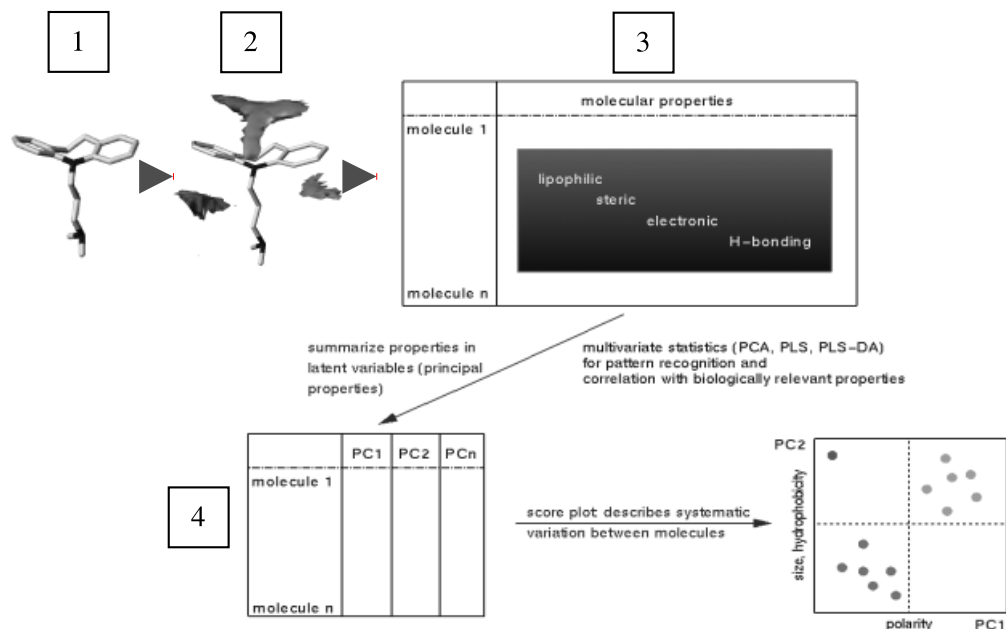 1
2
3
molecular properties
molecule 1
lipophilic
steric
electronic
H-bonding
molecule n
summarize properties in
latent variables (principal
properties)
multivariate statistics (PCA, PLS, PLS-DA)
for pattern recognition and
correlation with biologically relevant properties
4
PC1 PC2 PCn
molecule 1
molecule n
score plot: describes systematic
variation between molecules
PC2
size, hydrophobicity
polarity PC1